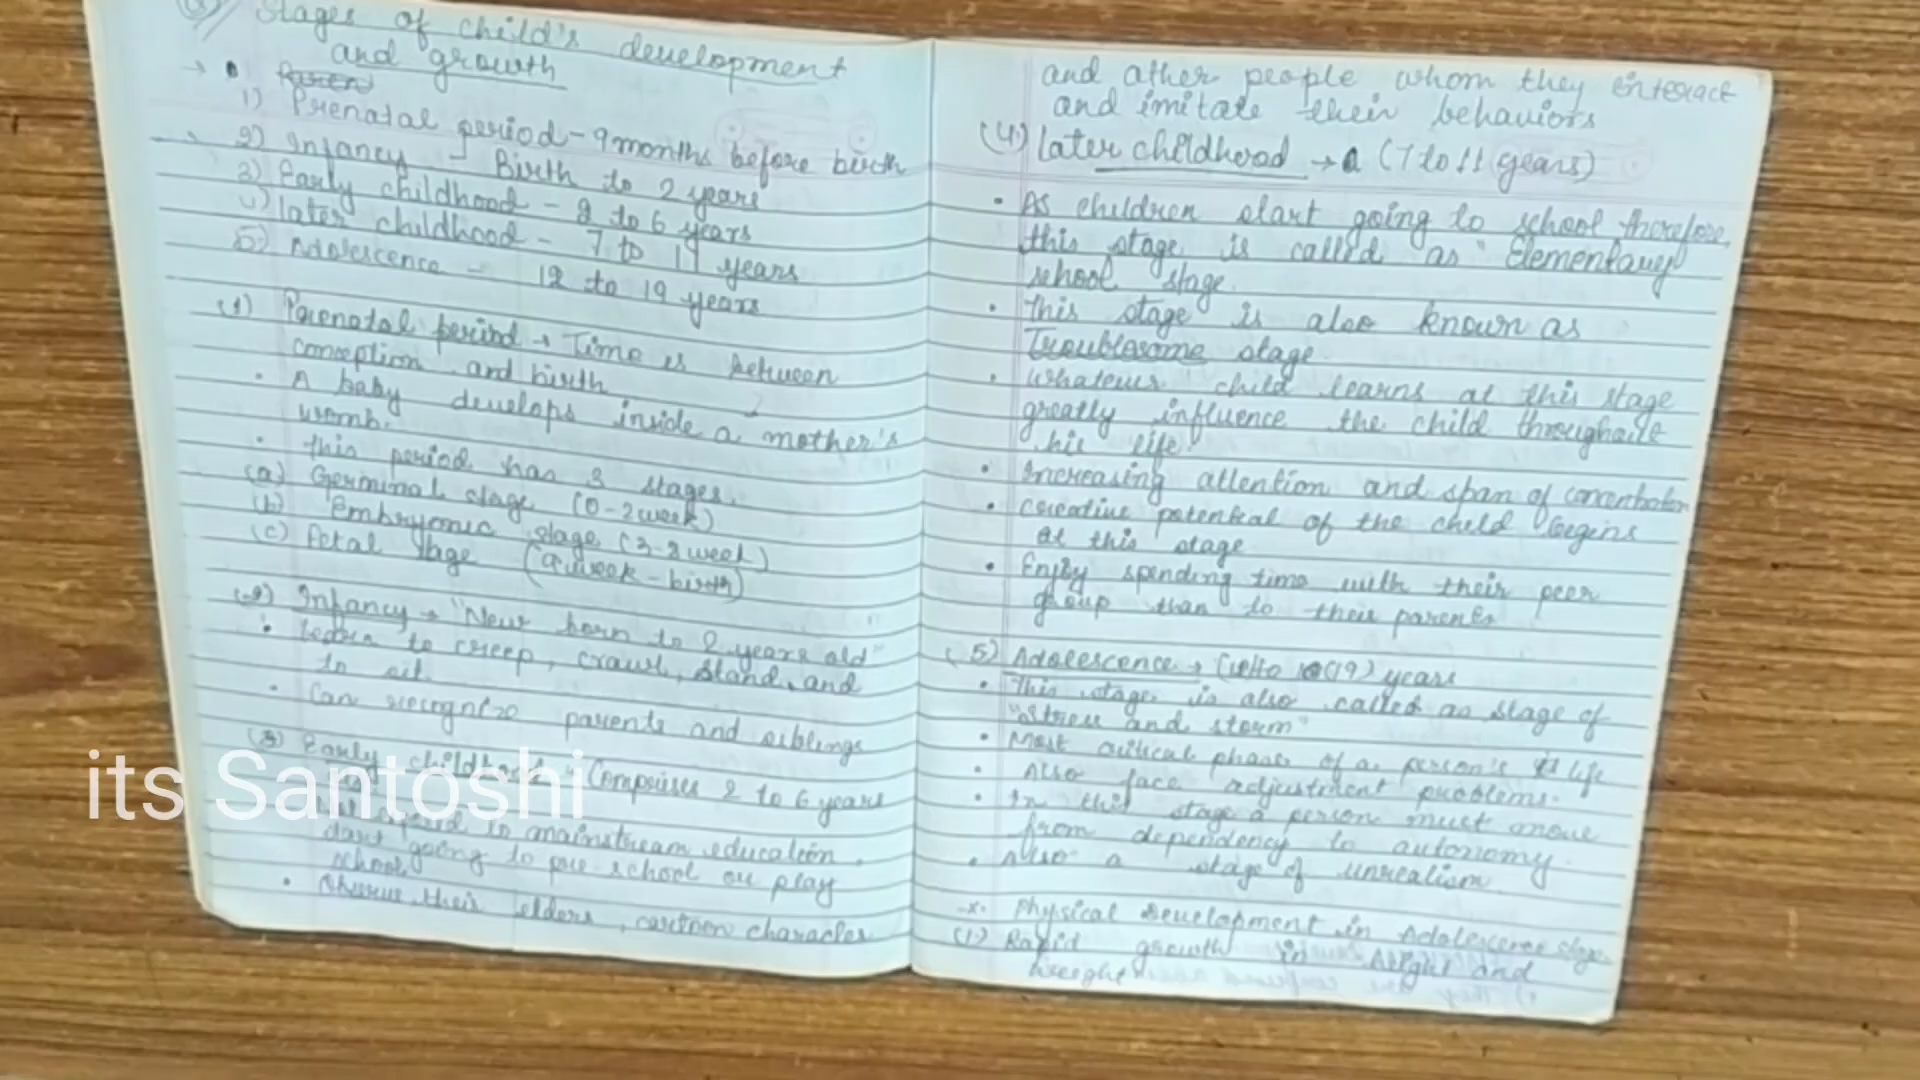 Stages of child's development
and growth
1) Prenatal period - 9 months before birth
2) Infancy - Birth to 2 years
3) Early childhood - 2 to 6 years
4) later childhood - 7 to 11 years
5) Adolescence - 12 to 19 years
(1) Prenatal period → Time is between
conception and birth
• A baby develops inside a mother's
womb.
• this period has 3 stages.
(a) Germinal stage (0-2 week)
(b) Embryonic stage (3-8 week)
(c) Fetal stage (9 week - birth)
(2) Infancy → "New born to 2 years old"
• learn to creep, crawl, stand, and
to sit.
• Can recognize parents and siblings
(3) Early childhood Comprises 2 to 6 years
to mainstream education,
start going to pre-school or play
school
• Observe their elders, cartoon character
and other people whom they interact
and imitate their behaviors
(4) later childhood → (7 to 11 years)
• As children start going to school therefore
this stage is called as "Elementary
school stage
• this stage is also known as
Troublesome stage
• whatever child learns at this stage
greatly influence the child throughout
his life.
• Increasing attention and span of concentration
• creative potential of the child begins
at this stage
• Enjoy spending time with their peer
group than to their parents
(5) Adolescence → (19) years
• This stage is also called as stage of
"stress and storm"
• Most critical phase of a person's life
• Also face adjustment problems.
• In this stage a person must move
from dependency to autonomy.
• Also a stage of unrealism
Physical Development in Adolescence stage
(1) Rapid growth in height and
weight
its Santoshi